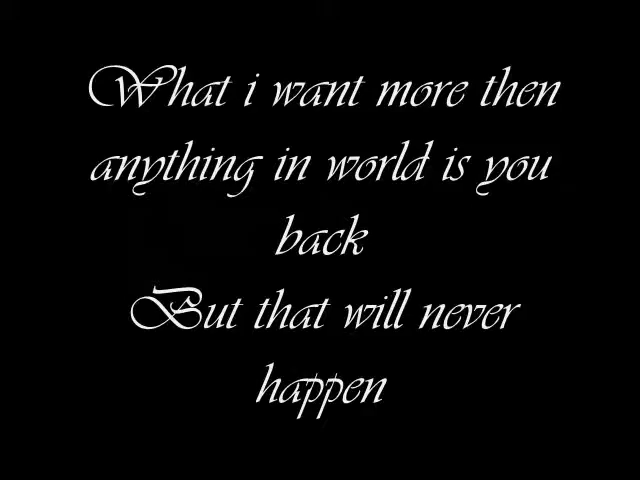 What i want more then
anything in world is you
back
But that will never
happen